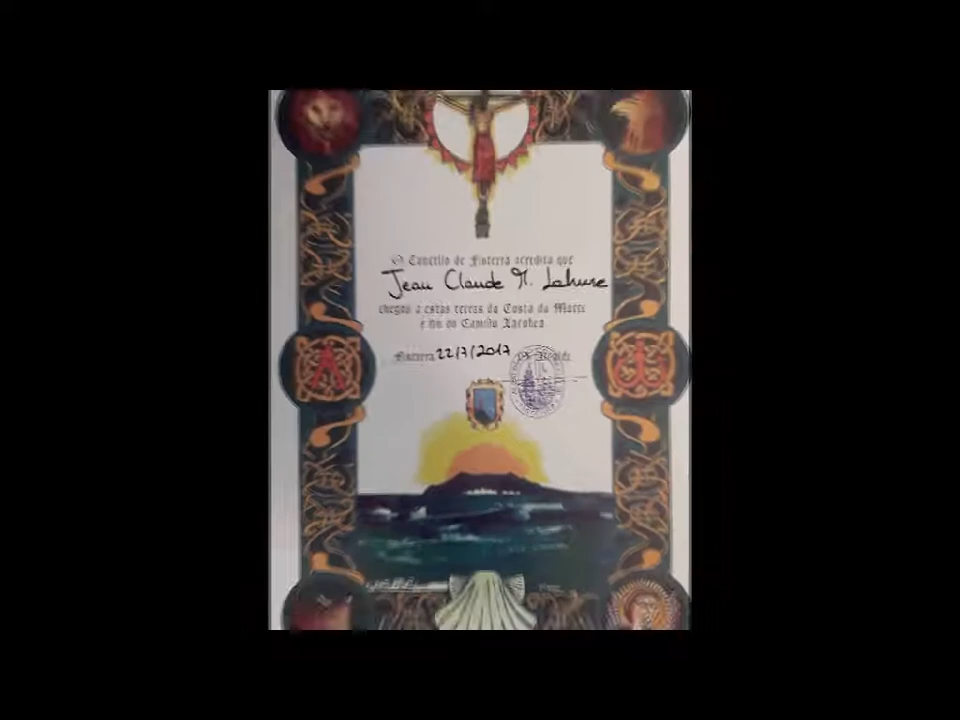 O Concello de Fisterra acredita que
Jean Claude M. Lahure
chegou a estas terras da Costa da Morte
e fin do Camiño Xacobeo
Fisterra 22/7/2017 O Alcalde